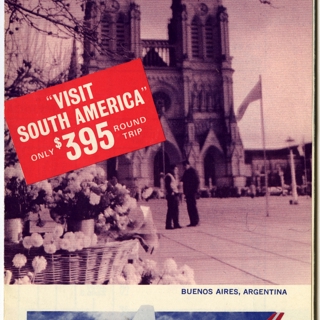 "VISIT
SOUTH AMERICA"
ONLY $395 ROUND TRIP
BUENOS AIRES, ARGENTINA